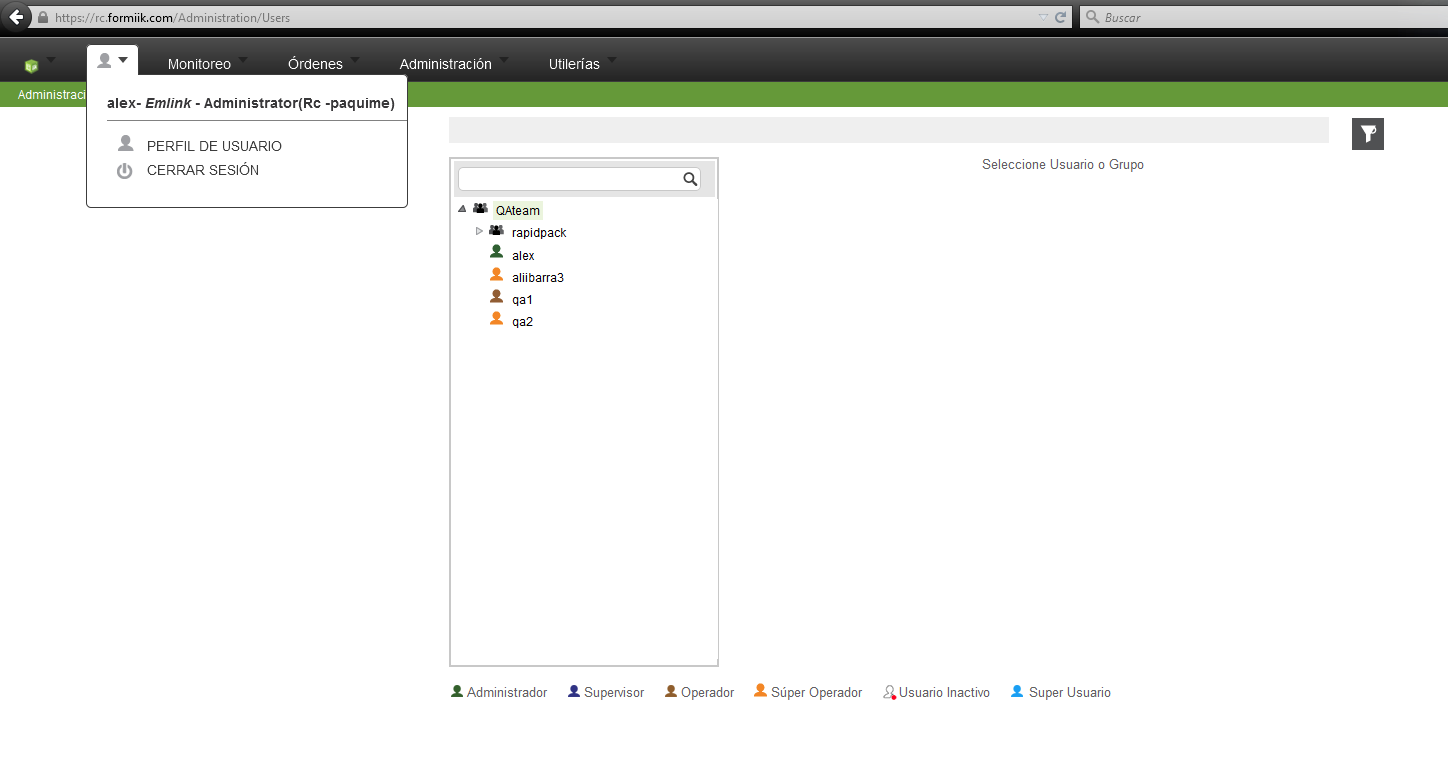 https://rc.formiik.com/Administration/Users
Buscar
Monitoreo
Órdenes
Administración
Utilerías
Administraci
alex- Emlink - Administrator(Rc -paquime)
PERFIL DE USUARIO
CERRAR SESIÓN
Seleccione Usuario o Grupo
QAteam
rapidpack
alex
aliibarra3
qa1
qa2
Administrador
Supervisor
Operador
Súper Operador
Usuario Inactivo
Super Usuario